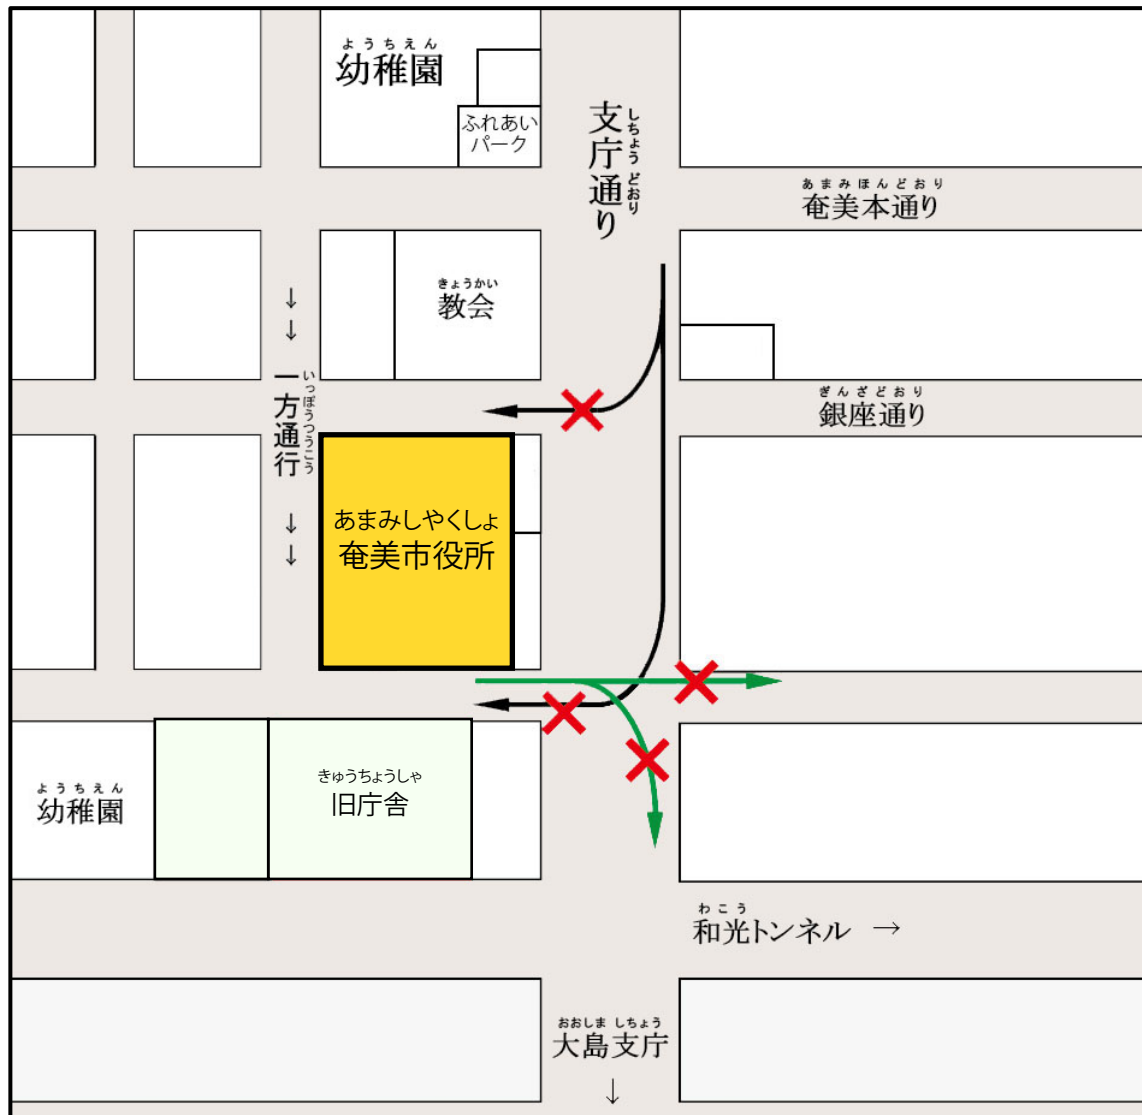 ようちえん
幼稚園
ふれあい
パーク
しちょうどおり
支庁通り
あまみほんどおり
奄美本通り
きょうかい
教会
↓
↓
いっぽうつうこう
一方通行
↓
↓
ぎんざどおり
銀座通り
あまみしやくしょ
奄美市役所
ようちえん
幼稚園
きゅうちょうしゃ
旧庁舎
わこう
和光トンネル →
おおしま しちょう
大島支庁
↓